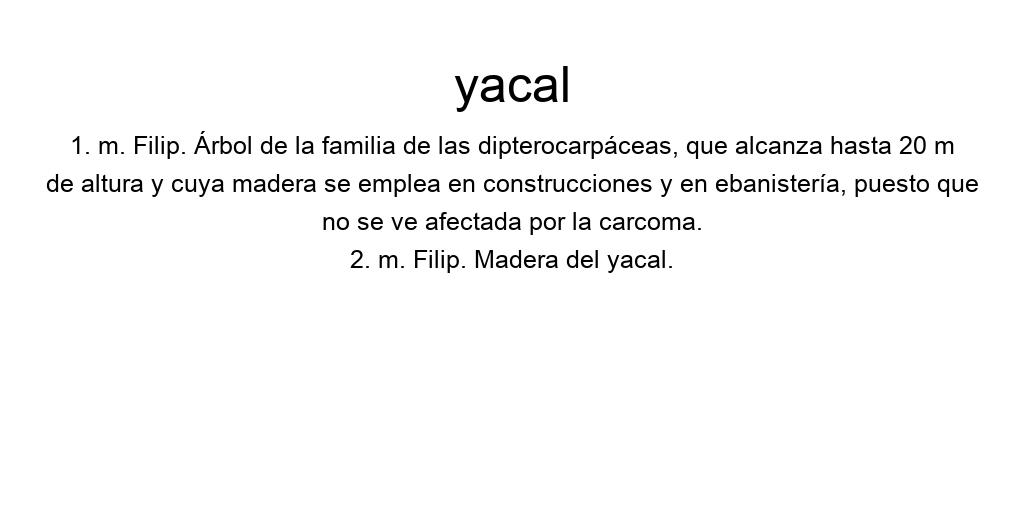 yacal
1. m. Filip. Árbol de la familia de las dipterocarpáceas, que alcanza hasta 20 m
de altura y cuya madera se emplea en construcciones y en ebanistería, puesto que
no se ve afectada por la carcoma.
2. m. Filip. Madera del yacal.